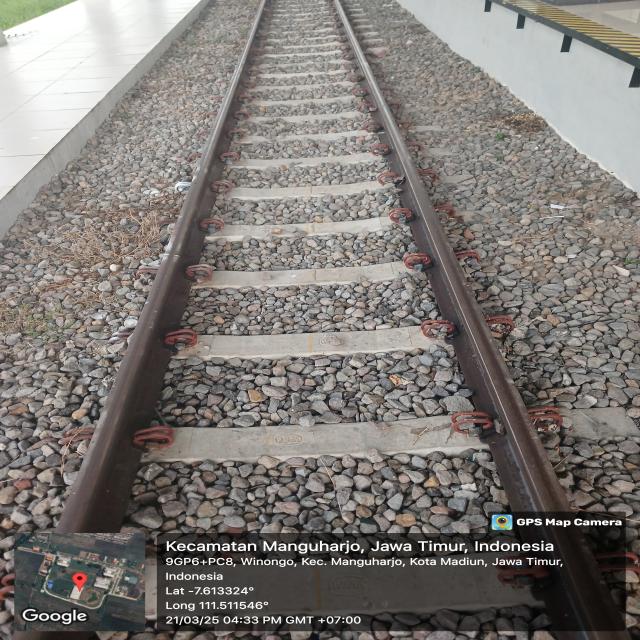 GPS Map Camera
Kecamatan Manguharjo, Jawa Timur, Indonesia
9GP6+PC8, Winongo, Kec. Manguharjo, Kota Madiun, Jawa Timur,
Indonesia
Lat -7.613324°
Long 111.511546°
21/03/25 04:33 PM GMT +07:00
Google